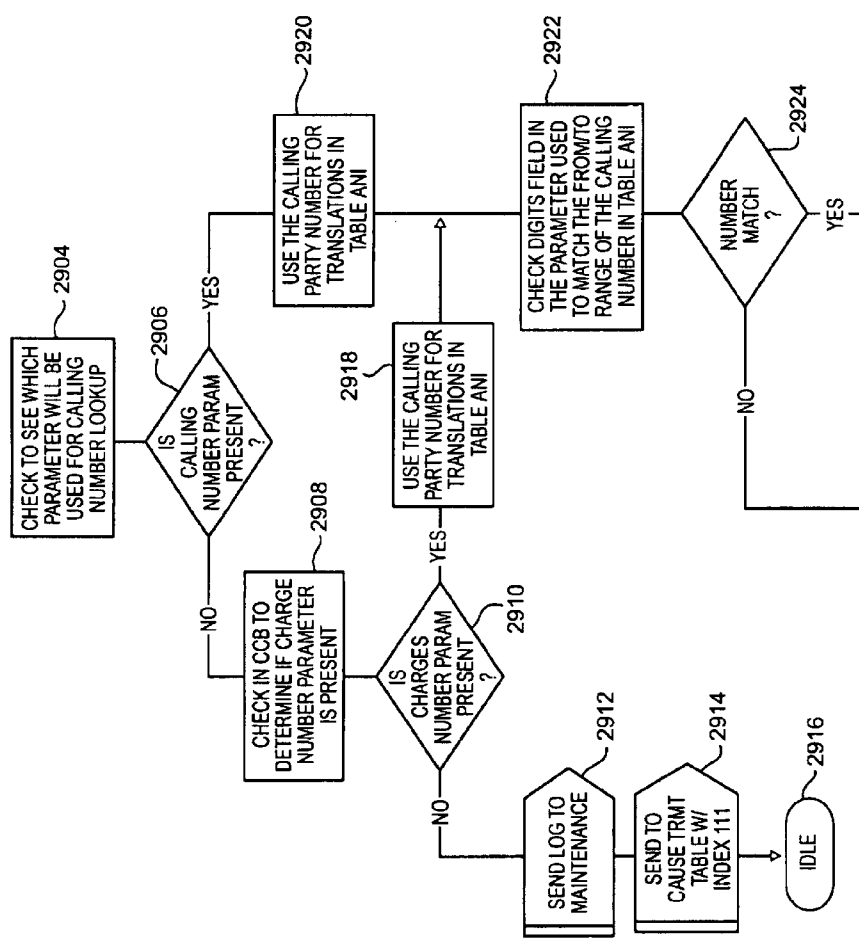 2904
CHECK TO SEE WHICH
PARAMETER WILL BE
USED FOR CALLING
NUMBER LOOKUP
2906
IS
CALLING
NUMBER PARAM
PRESENT
?
YES
NO
2920
USE THE CALLING
PARTY NUMBER FOR
TRANSLATIONS IN
TABLE ANI
2908
CHECK IN CCB TO
DETERMINE IF CHARGE
NUMBER PARAMETER
IS PRESENT
2910
IS
CHARGES
NUMBER PARAM
PRESENT
?
YES
NO
2918
USE THE CALLING
PARTY NUMBER FOR
TRANSLATIONS IN
TABLE ANI
2922
CHECK DIGITS FIELD IN
THE PARAMETER USED
TO MATCH THE FROM/TO
RANGE OF THE CALLING
NUMBER IN TABLE ANI
2924
NUMBER
MATCH
?
NO
YES
2912
SEND LOG TO
MAINTENANCE
2914
SEND TO
CAUSE TRMT
TABLE W/
INDEX 111
2916
IDLE